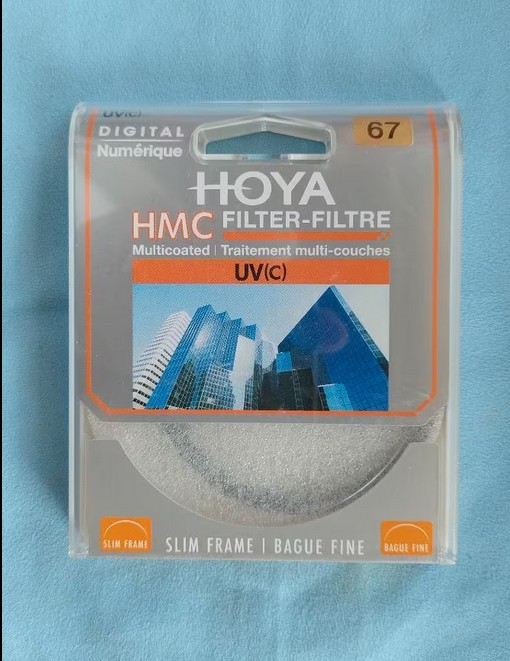 UV(C)
DIGITAL
Numérique
67
HOYA
HMC FILTER-FILTRE
Multicoated | Traitement multi-couches
UV(C)
SLIM FRAME
SLIM FRAME | BAGUE FINE
BAGUE FINE